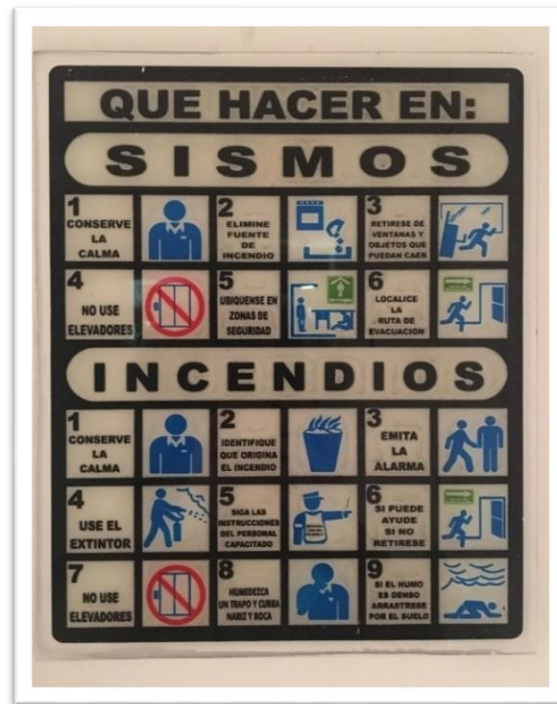 QUE HACER EN:
SISMOS
1
CONSERVE
LA
CALMA
2
ELIMINE
FUENTE
DE
INCENDIO
3
RETIRESE DE
VENTANAS Y
OBJETOS QUE
PUEDAN CAER
4
NO USE
ELEVADORES
5
UBIQUENSE EN
ZONAS DE
SEGURIDAD
6
LOCALICE
LA
RUTA DE
EVACUACIÓN
INCENDIOS
1
CONSERVE
LA
CALMA
2
IDENTIFIQUE
QUE ORIGINA
EL INCENDIO
3
EMITA
LA
ALARMA
4
USE EL
EXTINTOR
5
SIGA LAS
INSTRUCCIONES
DEL PERSONAL
CAPACITADO
6
SI PUEDE
AYUDE
SI NO
RETIRESE
7
NO USE
ELEVADORES
8
HUMEDEZCA
UN TRAPO Y CUBRA
NARIZ Y BOCA
9
SI EL HUMO
ES DENSO
ARRASTRESE
POR EL SUELO